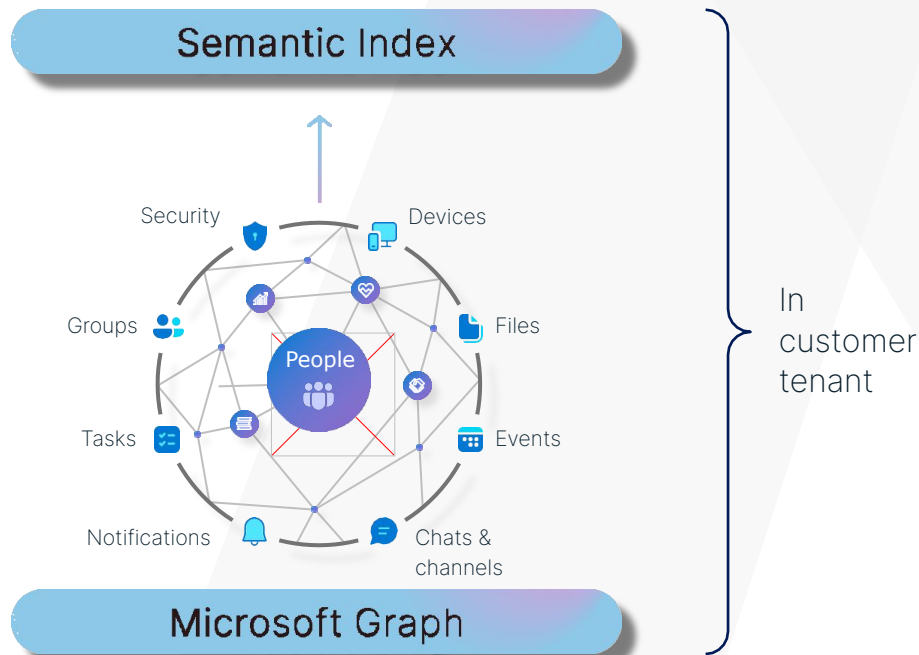 Semantic Index
Security
Devices
Groups
Files
People
Tasks
Events
Notifications
Chats &
channels
Microsoft Graph
In
customer
tenant